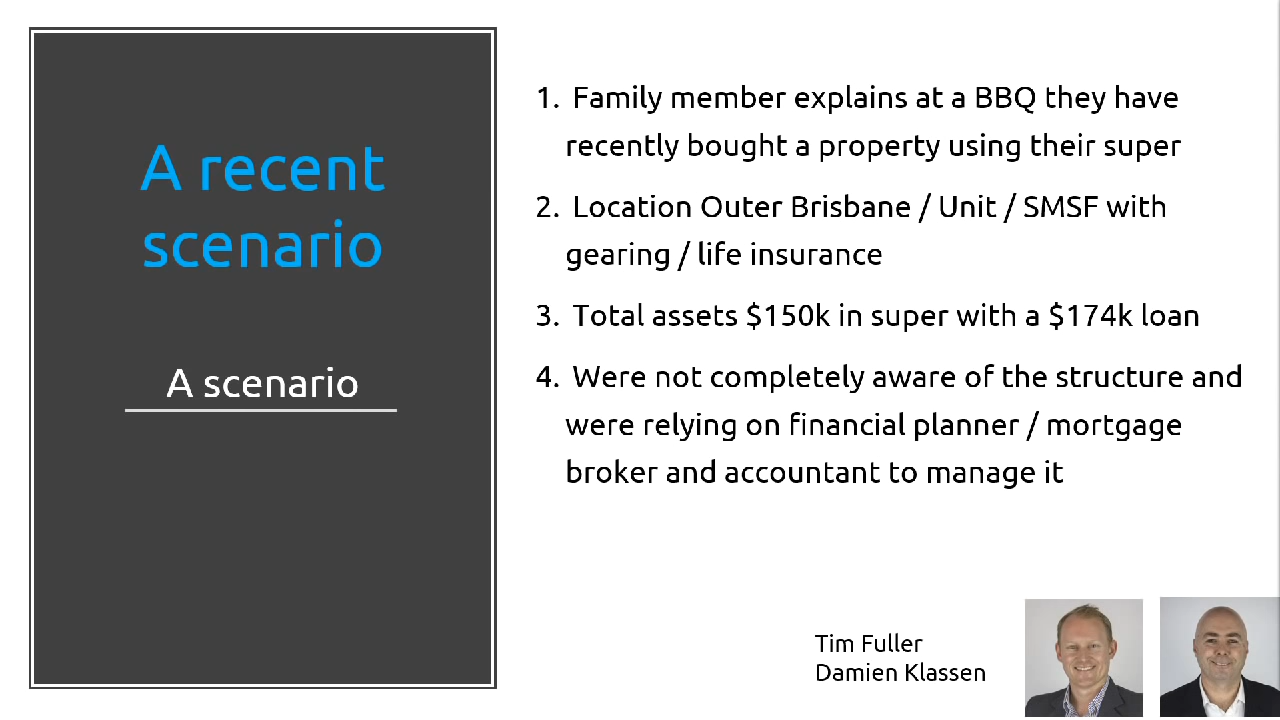 A recent
scenario
A scenario
1. Family member explains at a BBQ they have
recently bought a property using their super
2. Location Outer Brisbane / Unit / SMSF with
gearing / life insurance
3. Total assets $150k in super with a $174k loan
4. Were not completely aware of the structure and
were relying on financial planner / mortgage
broker and accountant to manage it
Tim Fuller
Damien Klassen